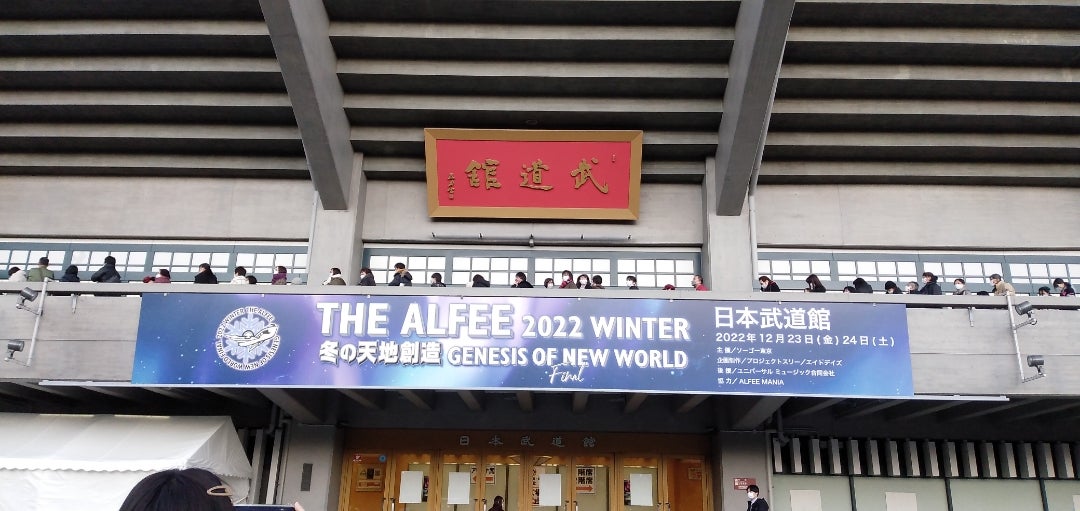 武道館
THE ALFEE 2022 WINTER
冬の天地創造 GENESIS OF NEW WORLD
Final
日本武道館
2022年12月23日(金)24日(土)
主催/ソーゴー東京
企画制作/プロジェクトスリー/エイドデイズ
後援/ユニバーサル ミュージック合同会社
協力/ALFEE MANIA
日本武道館